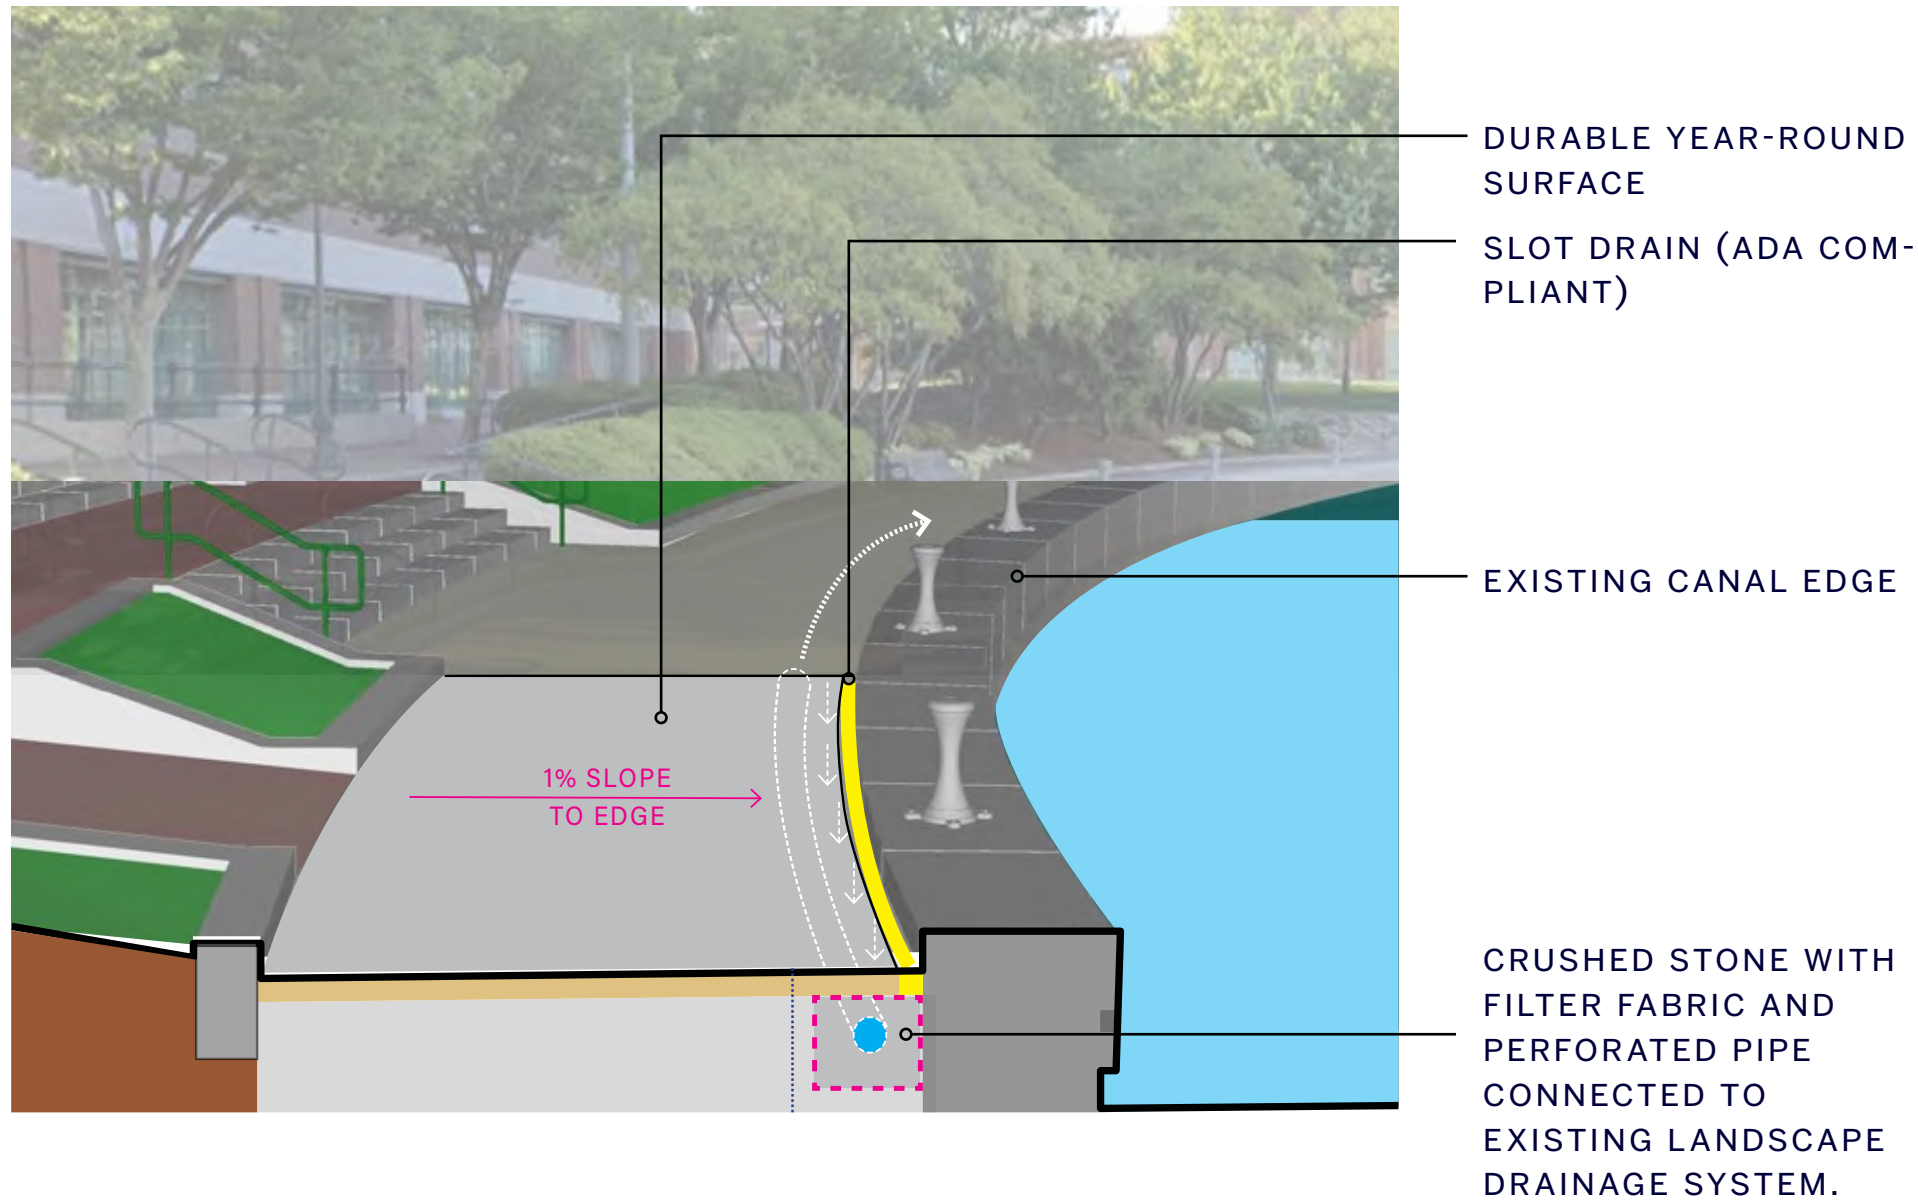 DURABLE YEAR-ROUND
SURFACE
SLOT DRAIN (ADA COM-
PLIANT)
EXISTING CANAL EDGE
1% SLOPE
TO EDGE
CRUSHED STONE WITH
FILTER FABRIC AND
PERFORATED PIPE
CONNECTED TO
EXISTING LANDSCAPE
DRAINAGE SYSTEM.